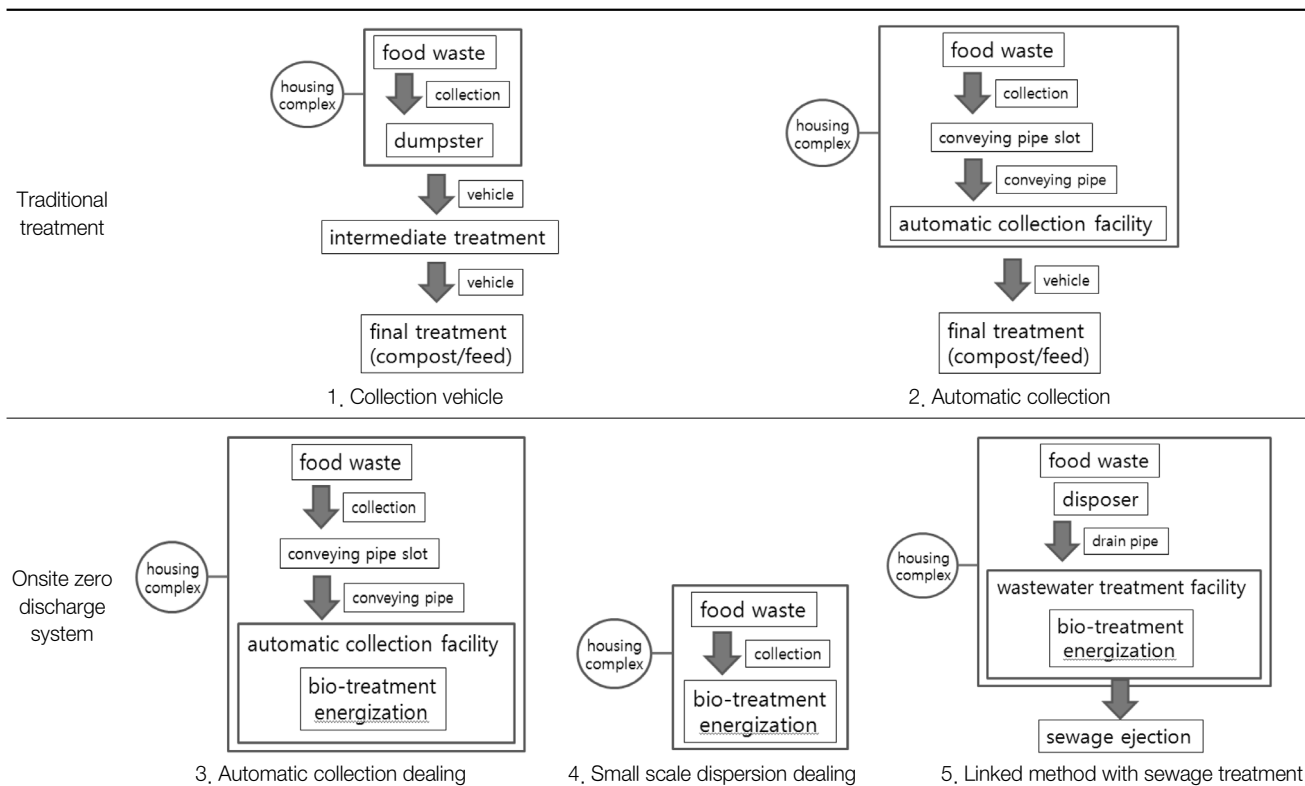 Traditional
treatment
housing
complex
food waste
collection
dumpster
vehicle
intermediate treatment
vehicle
final treatment
(compost/feed)
1. Collection vehicle
housing
complex
food waste
collection
conveying pipe slot
conveying pipe
automatic collection facility
vehicle
final treatment
(compost/feed)
2. Automatic collection
Onsite zero
discharge
system
housing
complex
food waste
collection
conveying pipe slot
conveying pipe
automatic collection facility
bio-treatment
energization
3. Automatic collection dealing
housing
complex
food waste
collection
bio-treatment
energization
4. Small scale dispersion dealing
housing
complex
food waste
disposer
drain pipe
wastewater treatment facility
bio-treatment
energization
sewage ejection
5. Linked method with sewage treatment